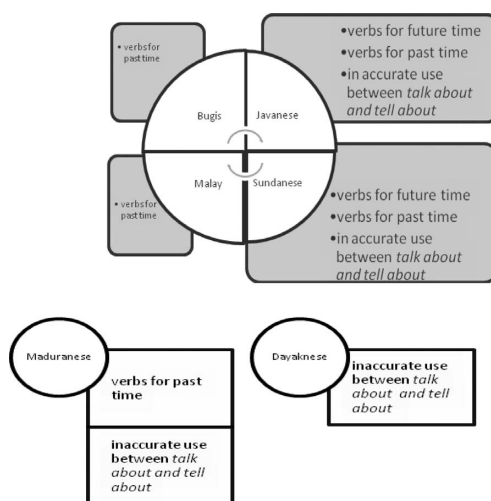 • verbs for
past time
•verbs for future time
•verbs for past time
•in accurate use
between talk about
and tell about
Bugis
Javanese
Malay
Sundanese
• verbs for
past time
•verbs for future time
•verbs for past time
•in accurate use
between talk about
and tell about
Maduranese
verbs for past
time
inaccurate use
between talk
about and tell
about
Dayaknese
inaccurate use
between talk
about and tell
about